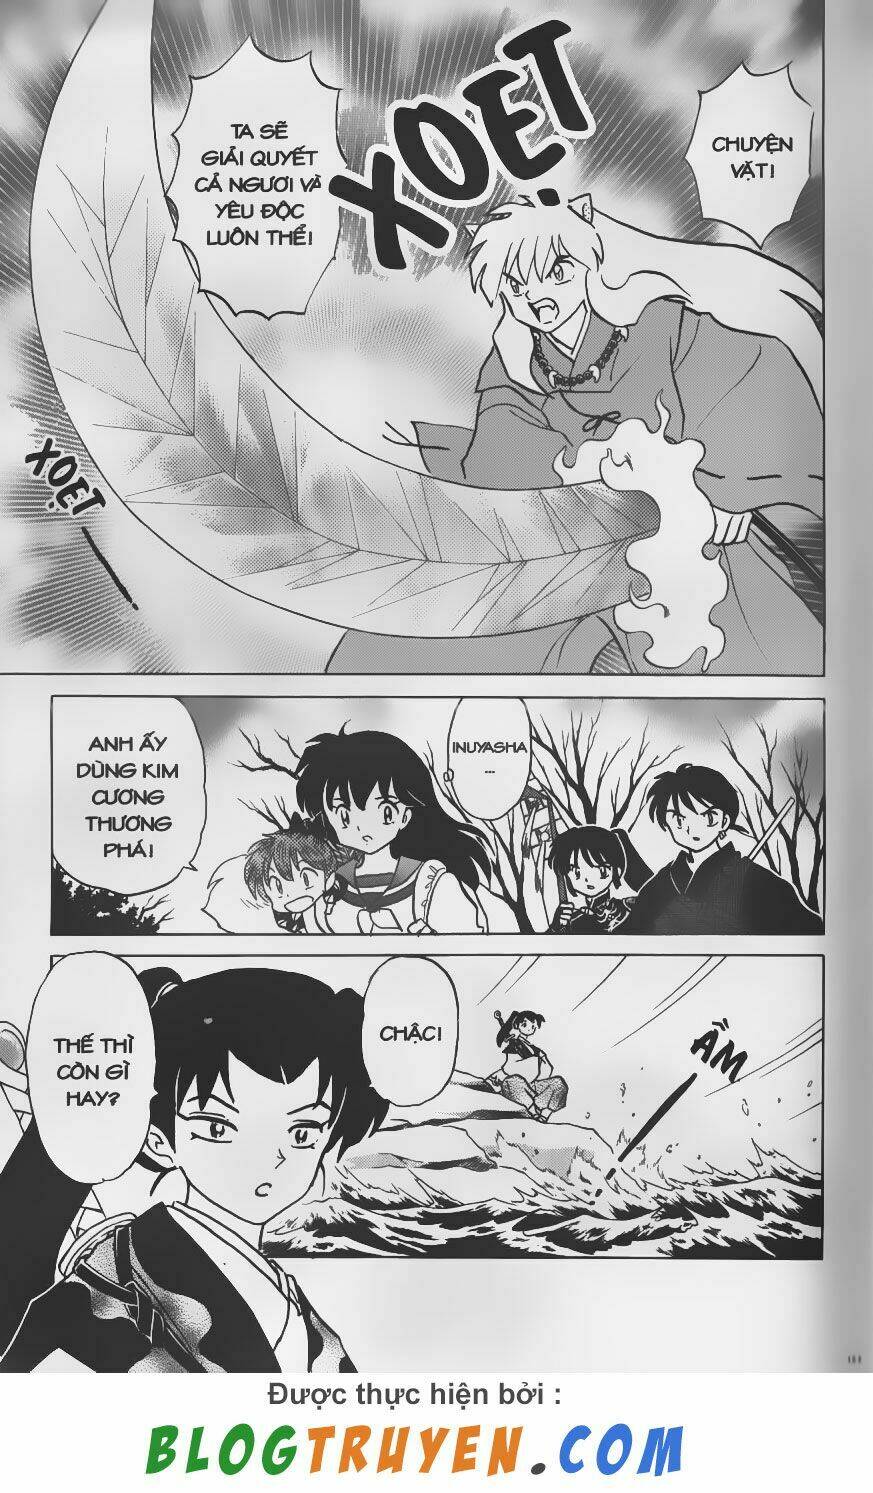 CHUYỆN
VẶT!
XOẸT
TA SẼ
GIẢI QUYẾT
CẢ NGƯƠI VÀ
YÊU ĐỘC
LUÔN THỂ!
XOẸT
INUYASHA
...
ANH ẤY
DÙNG KIM
CƯƠNG
THƯƠNG
PHÁ!
ẦM
CHẬC!
THẾ THÌ
CÒN GÌ
HAY?
Được thực hiện bởi :
BLOGTRUYEN.COM